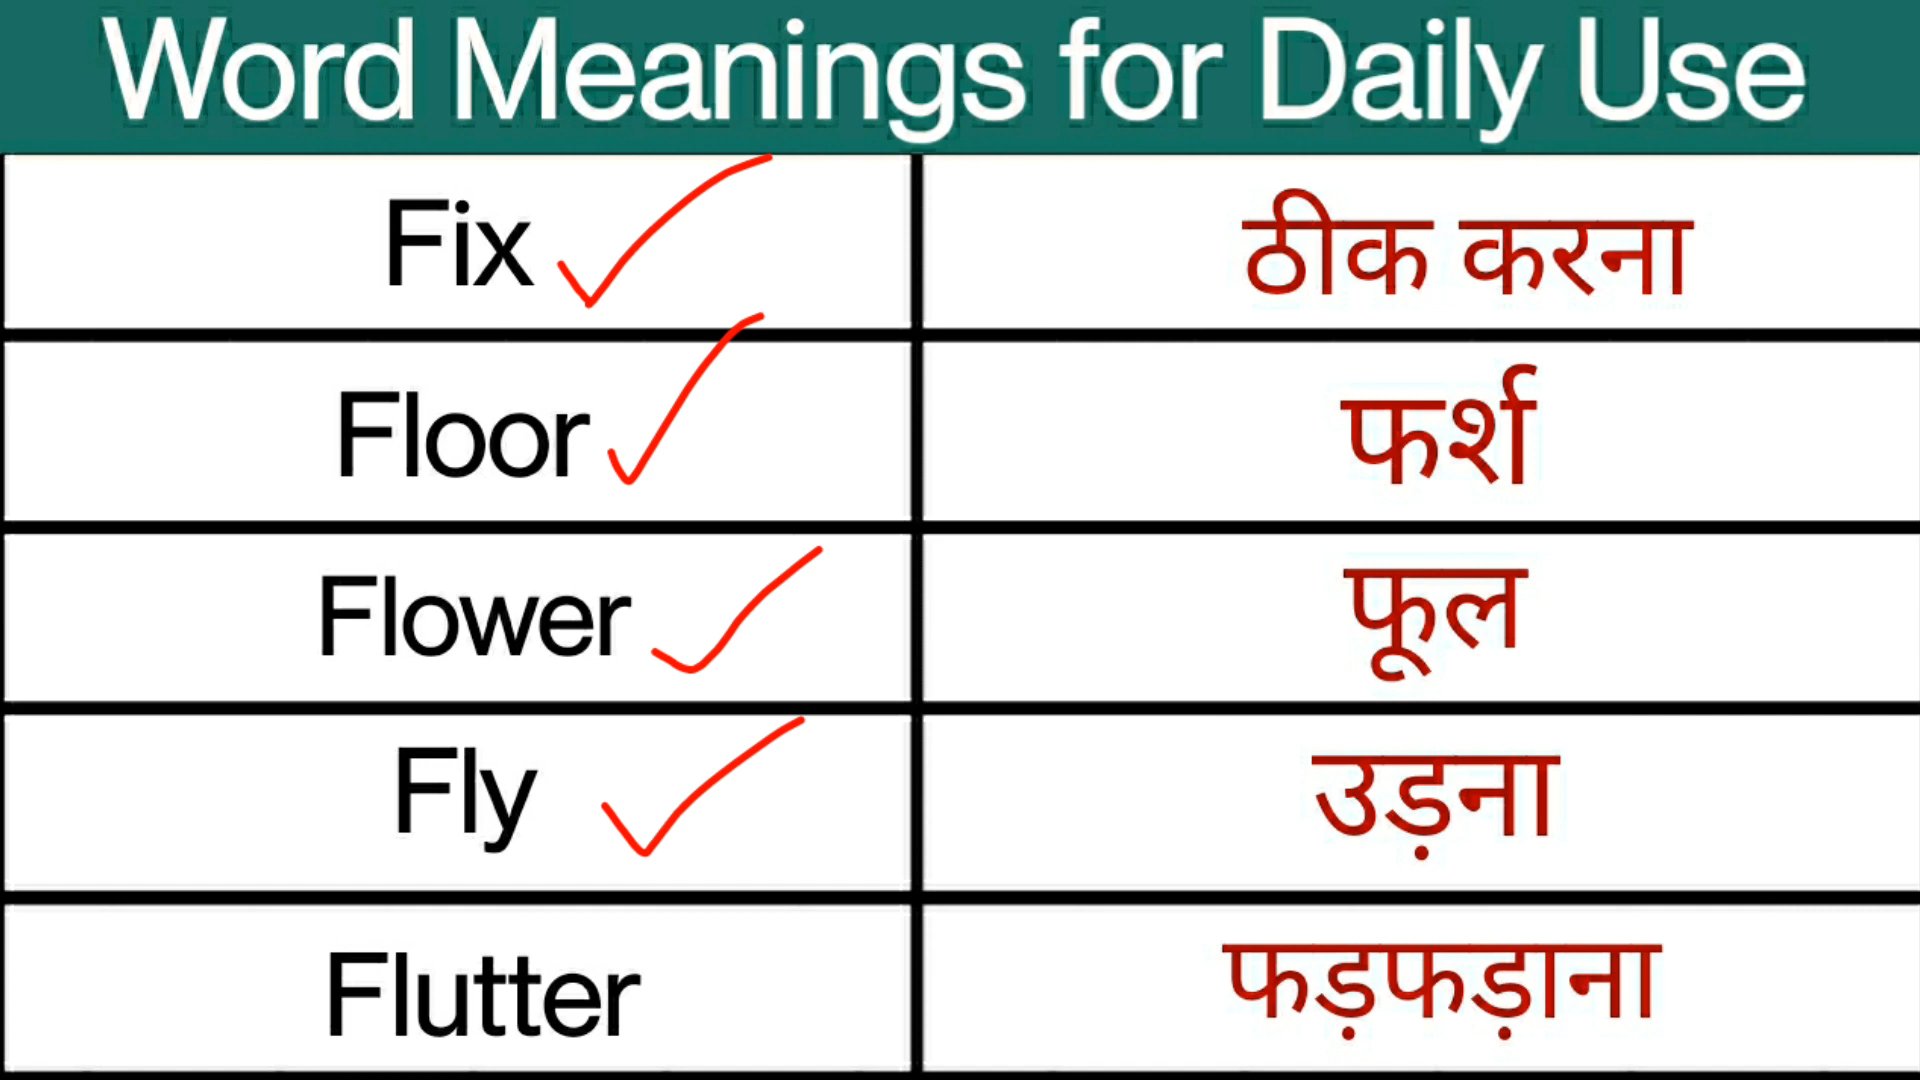 Word Meanings for Daily Use
Fix ठीक करना
Floor फर्श
Flower फूल
Fly उड़ना
Flutter फड़फड़ाना